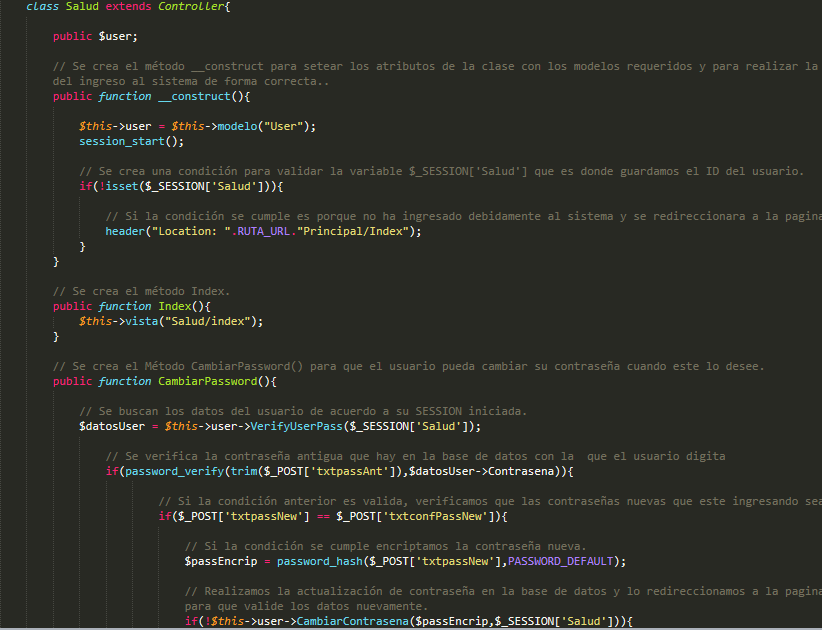 class Salud extends Controller{
public $user;
// Se crea el método __construct para setear los atributos de la clase con los modelos requeridos y para realizar la
del ingreso al sistema de forma correcta..
public function __construct(){
$this->user = $this->modelo("User");
session_start();
// Se crea una condición para validar la variable $_SESSION['Salud'] que es donde guardamos el ID del usuario.
if(!isset($_SESSION['Salud'])){
// Si la condición se cumple es porque no ha ingresado debidamente al sistema y se redireccionara a la pagina
header("Location: ".RUTA_URL."Principal/Index");
}
}
// Se crea el método Index.
public function Index(){
$this->vista("Salud/index");
}
// Se crea el Método CambiarPassword() para que el usuario pueda cambiar su contraseña cuando este lo desee.
public function CambiarPassword(){
// Se buscan los datos del usuario de acuerdo a su SESSION iniciada.
$datosUser = $this->user->VerifyUserPass($_SESSION['Salud']);
// Se verifica la contraseña antigua que hay en la base de datos con la  que el usuario digita
if(password_verify(trim($_POST['txtpassAnt']),$datosUser->Contrasena)){
// Si la condición anterior es valida, verificamos que las contraseñas nuevas que este ingresando sea
if($_POST['txtpassNew'] == $_POST['txtconfPassNew']){
// Si la condición se cumple encriptamos la contraseña nueva.
$passEncrip = password_hash($_POST['txtpassNew'],PASSWORD_DEFAULT);
// Realizamos la actualización de contraseña en la base de datos y lo redireccionamos a la pagina
para que valide los datos nuevamente.
if(!$this->user->CambiarContrasena($passEncrip,$_SESSION['Salud'])){